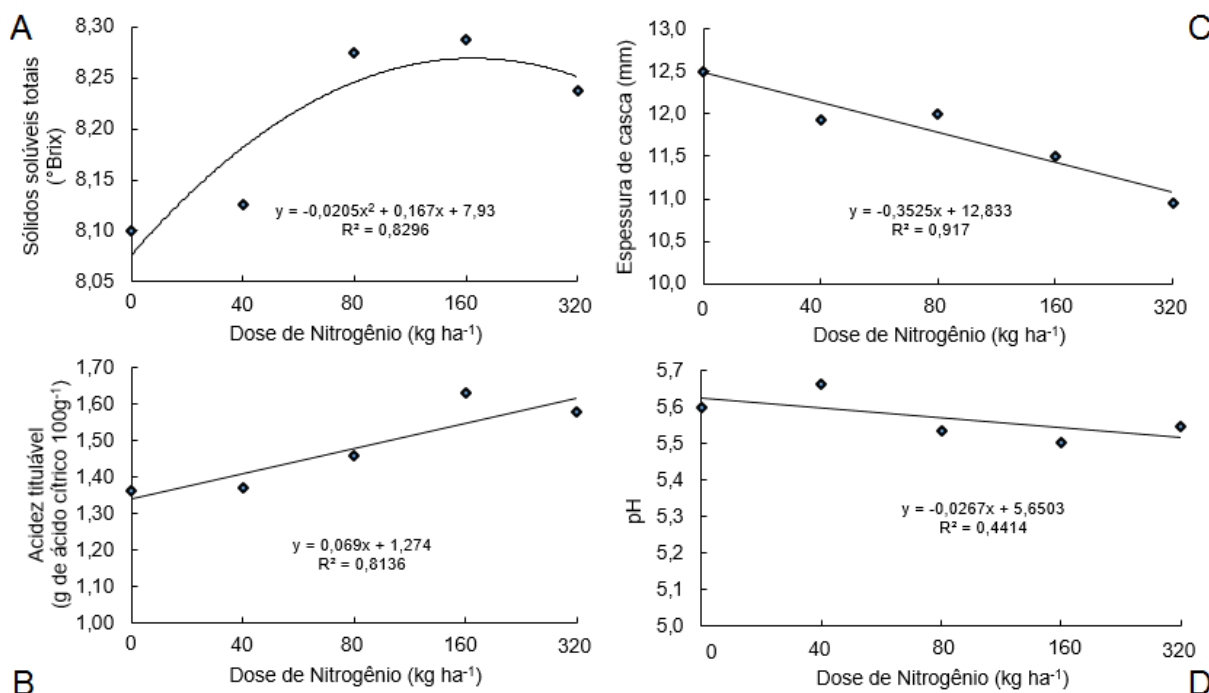 A
Sólidos solúveis totais
(°Brix)
8,30
8,25
8,20
8,15
8,10
8,05
y = -0,0205x² + 0,167x + 7,93
R² = 0,8296
0 40 80 160 320
Dose de Nitrogênio (kg ha⁻¹)
C
Espessura de casca (mm)
13,0
12,5
12,0
11,5
11,0
10,5
10,0
y = -0,3525x + 12,833
R² = 0,917
0 40 80 160 320
Dose de Nitrogênio (kg ha⁻¹)
Acidez titulável
(g de ácido cítrico 100g⁻¹)
1,70
1,60
1,50
1,40
1,30
1,20
1,10
1,00
y = 0,069x + 1,274
R² = 0,8136
0 40 80 160 320
Dose de Nitrogênio (kg ha⁻¹)
B
pH
5,7
5,6
5,5
5,4
5,3
5,2
5,1
5,0
y = -0,0267x + 5,6503
R² = 0,4414
0 40 80 160 320
Dose de Nitrogênio (kg ha⁻¹)
D